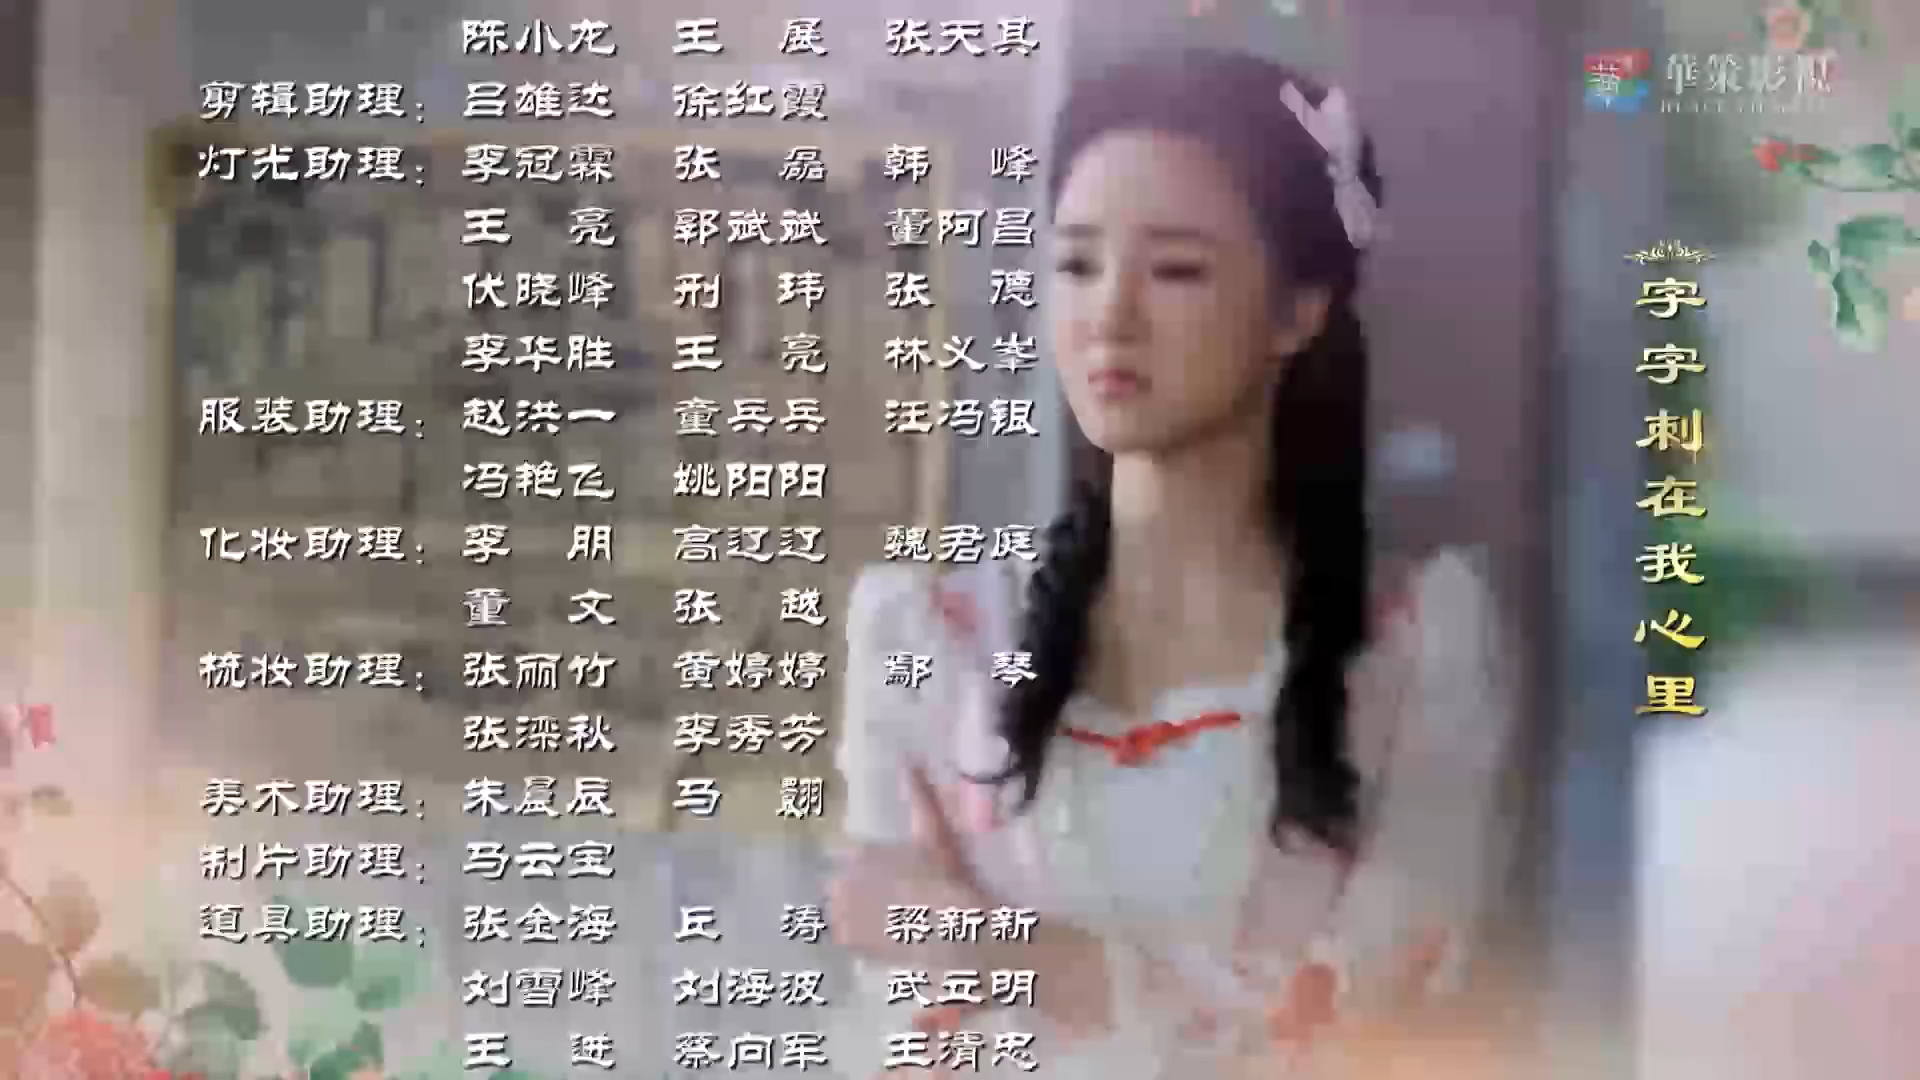 陈小龙 王 展 张天其
剪辑助理：吕雄达 徐红霞
灯光助理：李冠霖 张 磊 韩 峰
王 亮 郭斌斌 董阿昌
伏晓峰 刑 玮 张 德
李华胜 王 亮 林义峯
服装助理：赵洪一 童兵兵 汪冯银
冯艳飞 姚阳阳
化妆助理：李 朋 高辽辽 魏君庭
董 文 张 越
梳妆助理：张丽竹 黄婷婷 鄢 琴
张滦秋 李秀芳
美术助理：朱晨辰 马 翾
制片助理：马云宝
道具助理：张金海 丘 涛 梁新新
刘雪峰 刘海波 武立明
王 进 蔡向军 王清忠
華策影視
字字刺在我心里